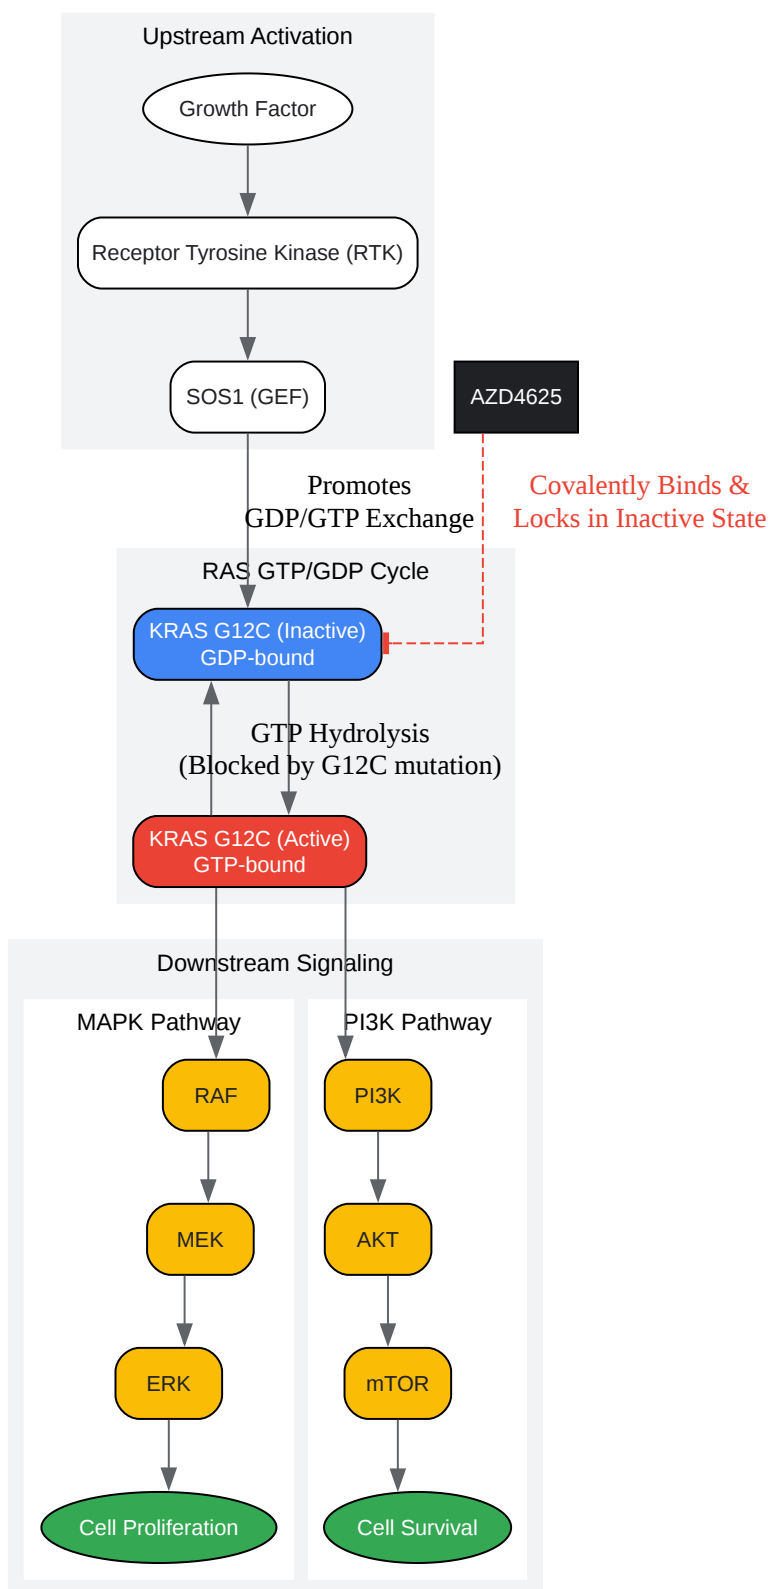 Upstream Activation
Growth Factor
Receptor Tyrosine Kinase (RTK)
SOS1 (GEF)
AZD4625
Promotes
GDP/GTP Exchange
Covalently Binds &
Locks in Inactive State
RAS GTP/GDP Cycle
KRAS G12C (Inactive)
GDP-bound
GTP Hydrolysis
(Blocked by G12C mutation)
KRAS G12C (Active)
GTP-bound
Downstream Signaling
MAPK Pathway
PI3K Pathway
RAF
PI3K
MEK
AKT
ERK
mTOR
Cell Proliferation
Cell Survival